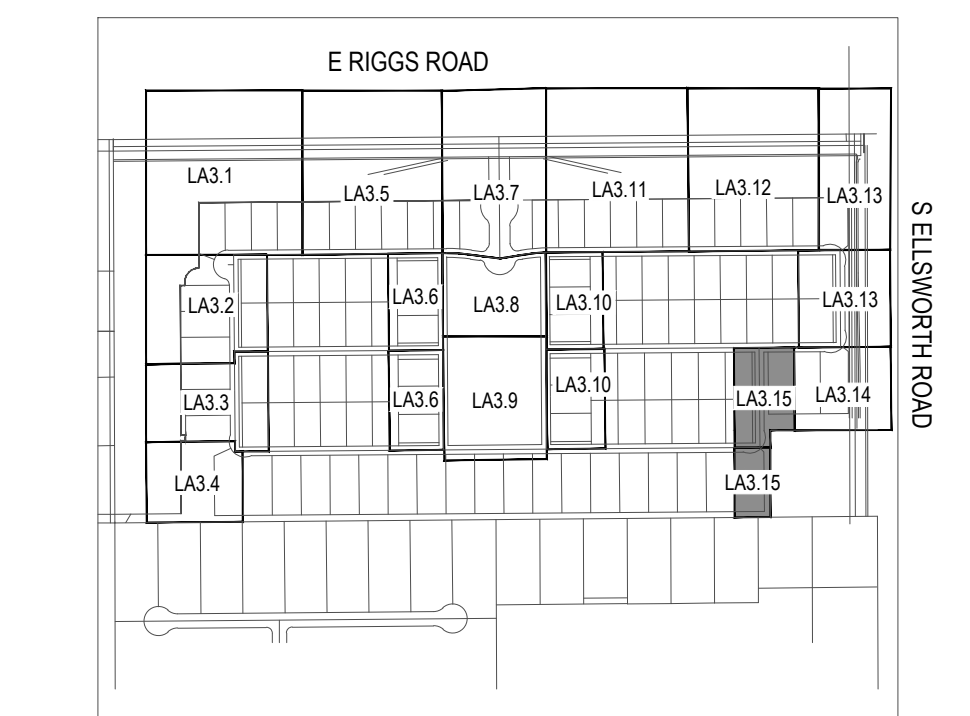 E RIGGS ROAD
LA3.1
LA3.5
LA3.7
LA3.11
LA3.12
LA3.13
S ELLSWORTH ROAD
LA3.2
LA3.6
LA3.8
LA3.10
LA3.13
LA3.3
LA3.6
LA3.9
LA3.10
LA3.15
LA3.14
LA3.4
LA3.15